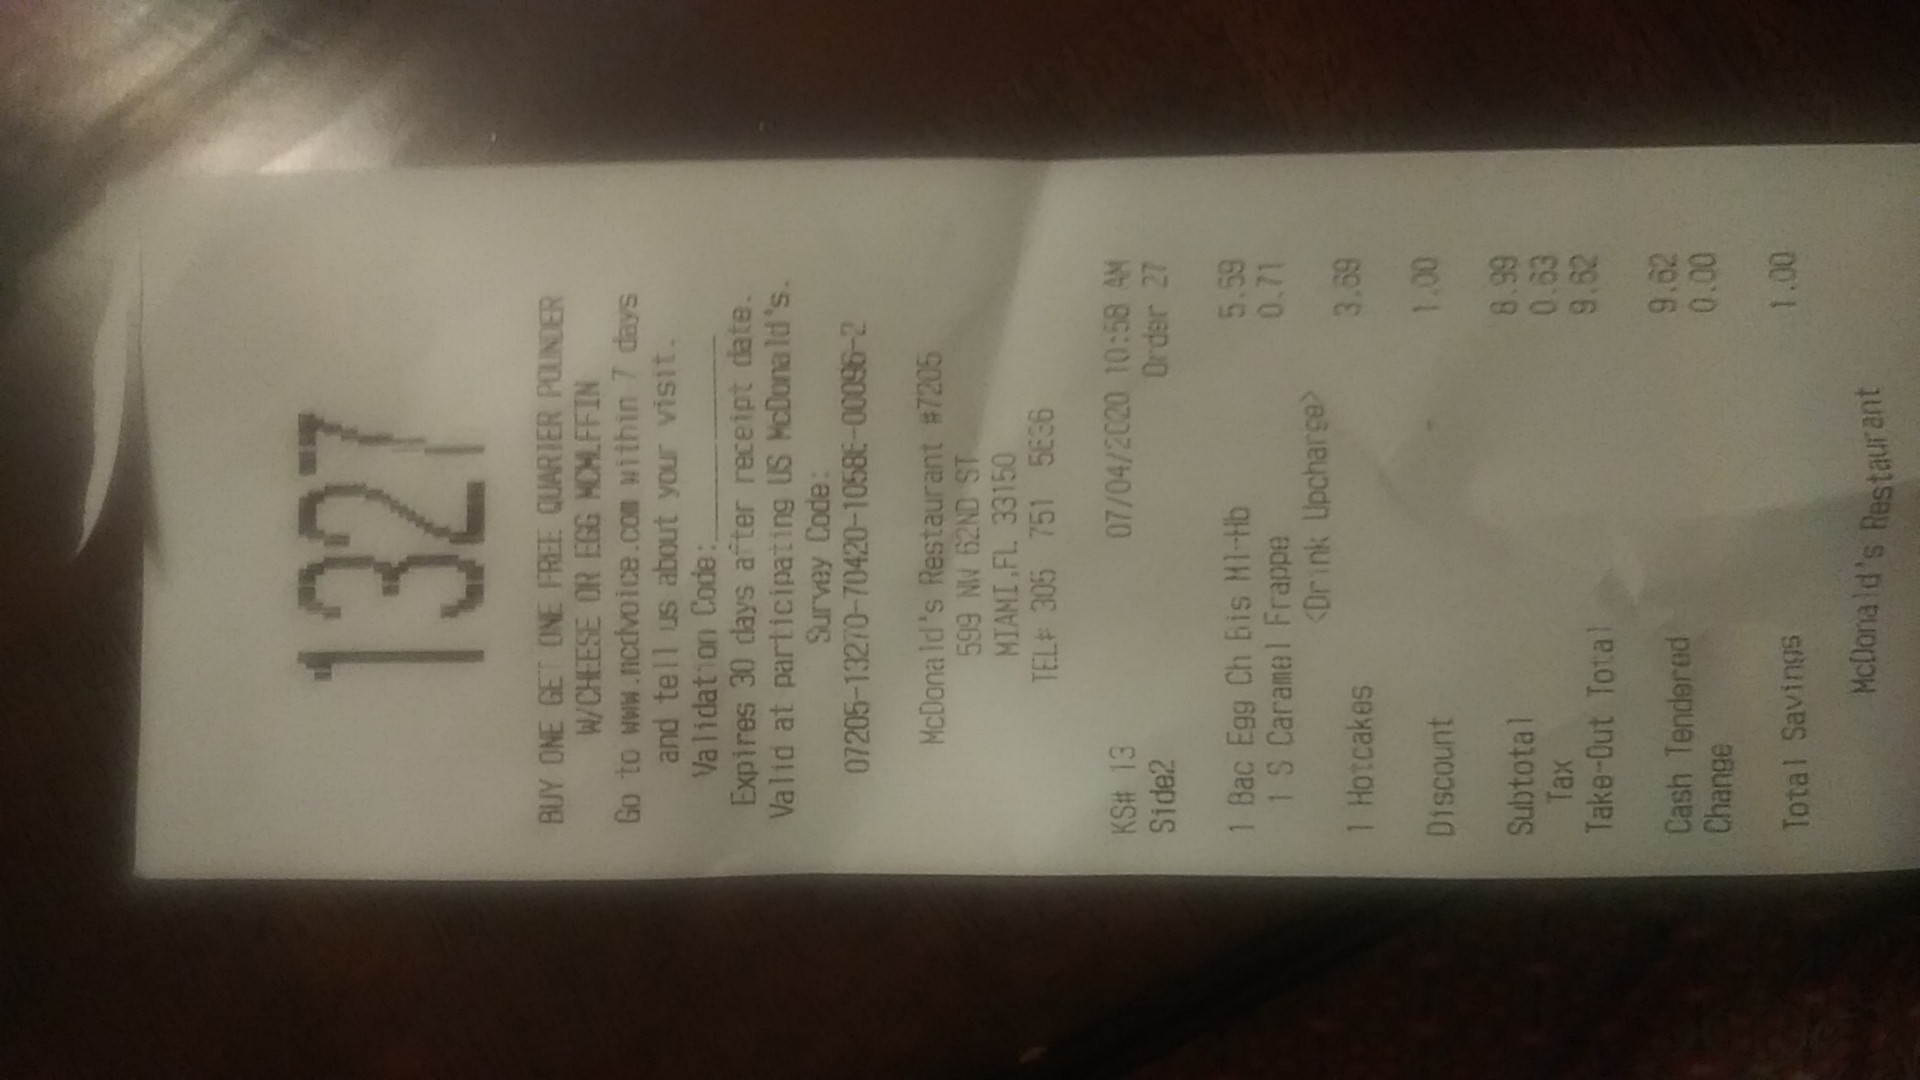 1327
BUY ONE GET ONE FREE QUARTER POUNDER
W/CHEESE OR EGG MCMUFFIN
Go to www.mcdvoice.com within 7 days
and tell us about your visit.
Validation Code:__________
Expires 30 days after receipt date.
Valid at participating US McDonald's.
Survey Code:
07205-13270-70420-10586-00096-2
McDonald's Restaurant #7205
599 NW 62ND ST
MIAMI,FL 33150
TEL# 305 751 5636
KS# 13 07/04/2020 10:58 AM
Side2 Order 27
1 Bac Egg Ch Bis Ml-Hb 5.59
1 S Caramel Frappe 0.71
<Drink Upcharge>
1 Hotcakes 3.69
Discount 1.00
Subtotal 8.99
Tax 0.63
Take-Out Total 9.62
Cash Tendered 9.62
Change 0.00
Total Savings 1.00
McDonald's Restaurant